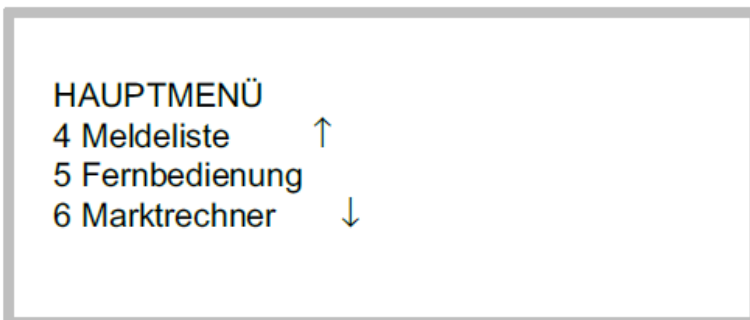 HAUPTMENÜ
4 Meldeliste ↑
5 Fernbedienung
6 Marktrechner ↓